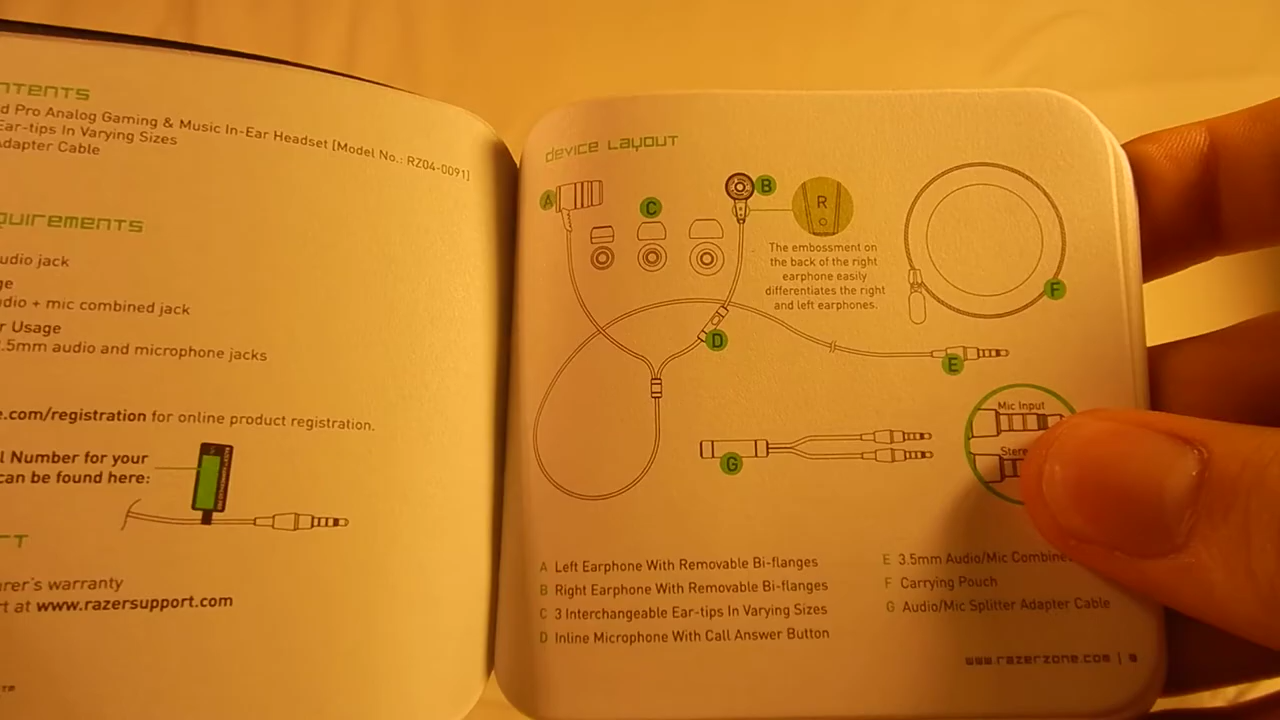 ntents
d Pro Analog Gaming & Music In-Ear Headset [Model No.: RZ04-0091]
Ear-tips In Varying Sizes
Adapter Cable
quirements
udio jack
ge
dio + mic combined jack
r Usage
.5mm audio and microphone jacks
e.com/registration for online product registration.
l Number for your
can be found here:
RT
rer's warranty
rt at www.razersupport.com
™
Device Layout
A
B
C
R
The embossment on
the back of the right
earphone easily
differentiates the right
and left earphones.
F
D
E
Mic Input
Stere
G
A Left Earphone With Removable Bi-flanges
B Right Earphone With Removable Bi-flanges
C 3 Interchangeable Ear-tips In Varying Sizes
D Inline Microphone With Call Answer Button
E 3.5mm Audio/Mic Combine
F Carrying Pouch
G Audio/Mic Splitter Adapter Cable
www.razerzone.com |